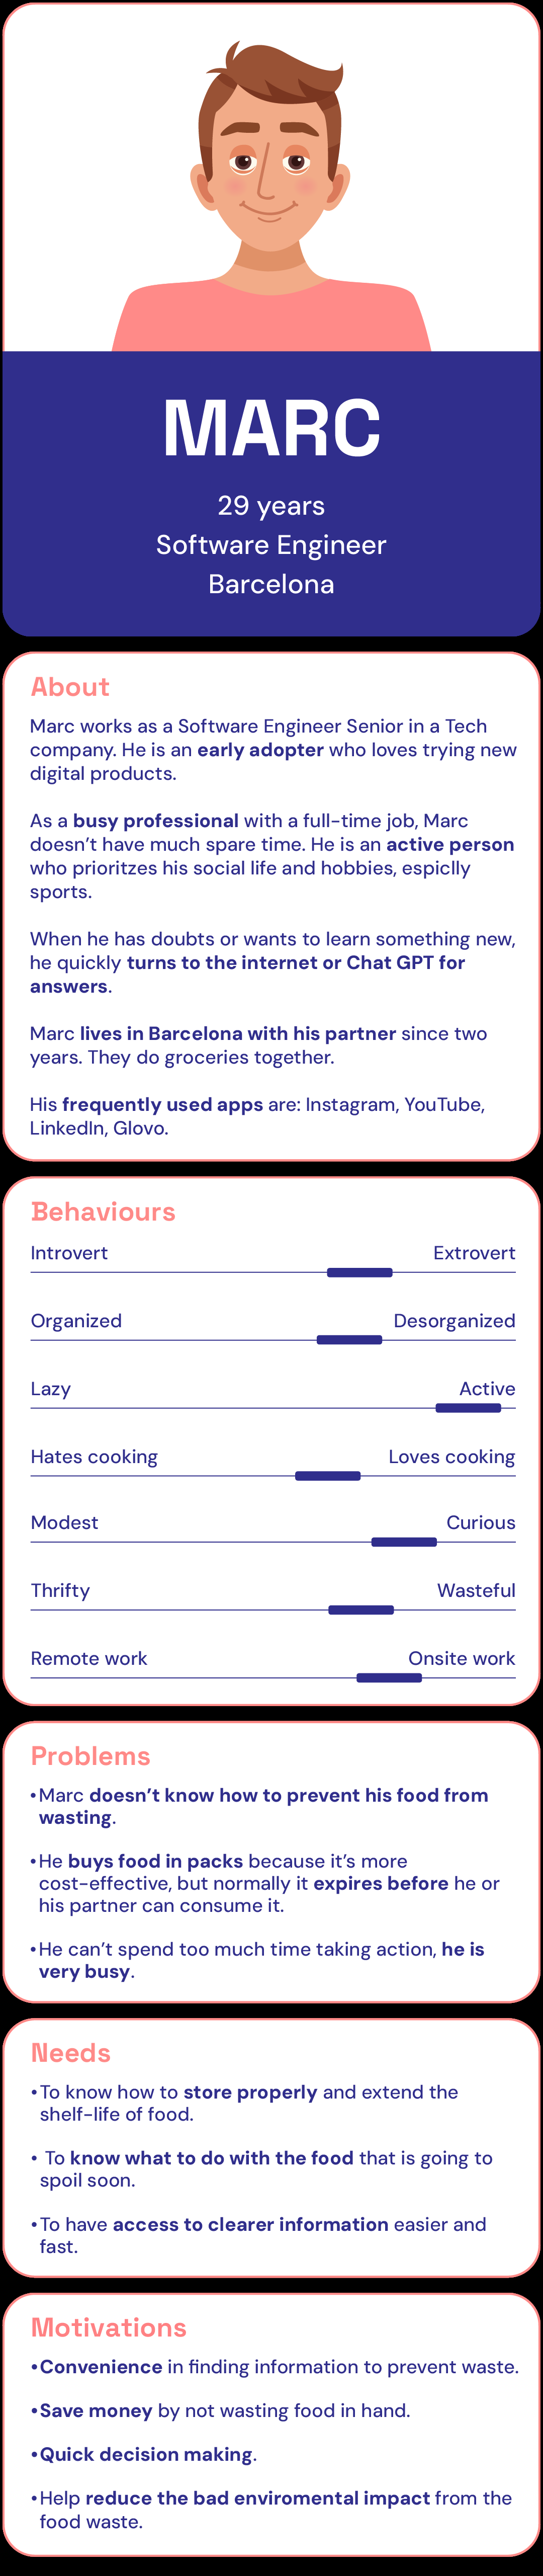 MARC
29 years
Software Engineer
Barcelona
About
Marc works as a Software Engineer Senior in a Tech
company. He is an early adopter who loves trying new
digital products.
As a busy professional with a full-time job, Marc
doesn't have much spare time. He is an active person
who prioritzes his social life and hobbies, espiclly
sports.
When he has doubts or wants to learn something new,
he quickly turns to the internet or Chat GPT for
answers.
Marc lives in Barcelona with his partner since two
years. They do groceries together.
His frequently used apps are: Instagram, YouTube,
LinkedIn, Glovo.
Behaviours
Introvert Extrovert
Organized Desorganized
Lazy Active
Hates cooking Loves cooking
Modest Curious
Thrifty Wasteful
Remote work Onsite work
Problems
•Marc doesn't know how to prevent his food from
wasting.
•He buys food in packs because it's more
cost-effective, but normally it expires before he or
his partner can consume it.
•He can't spend too much time taking action, he is
very busy.
Needs
•To know how to store properly and extend the
shelf-life of food.
• To know what to do with the food that is going to
spoil soon.
•To have access to clearer information easier and
fast.
Motivations
•Convenience in finding information to prevent waste.
•Save money by not wasting food in hand.
•Quick decision making.
•Help reduce the bad enviromental impact from the
food waste.